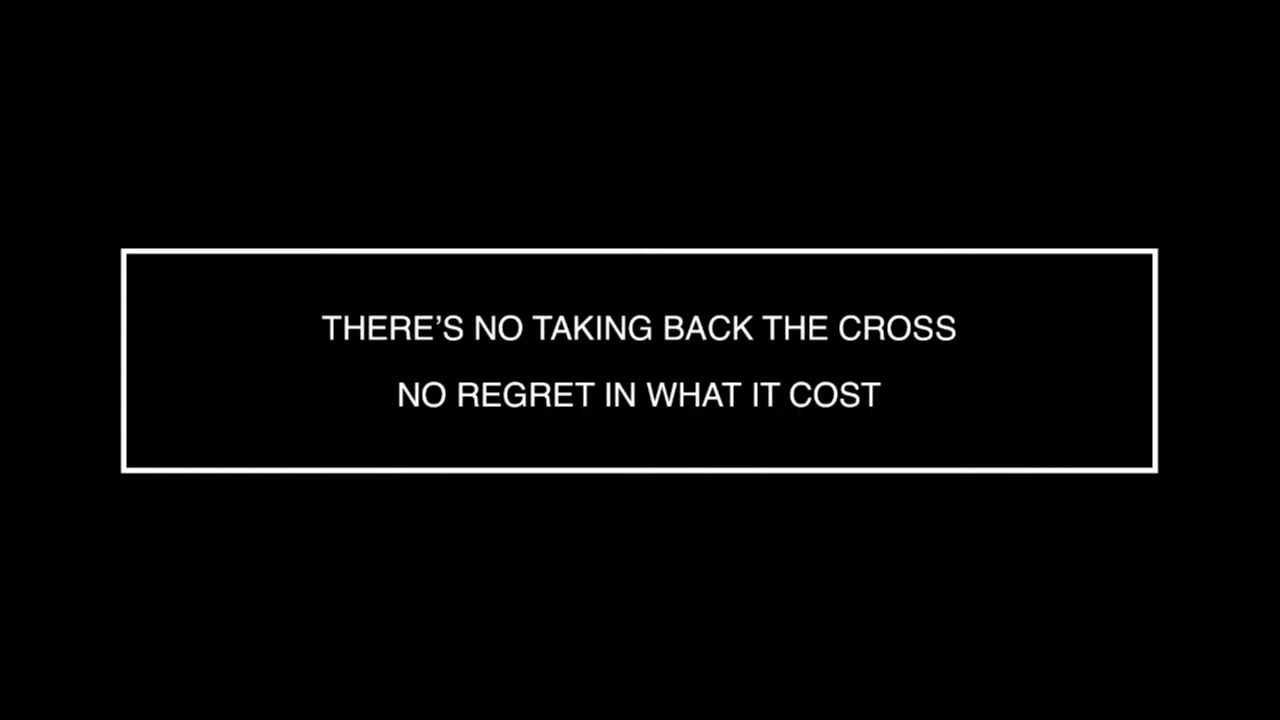 THERE’S NO TAKING BACK THE CROSS
NO REGRET IN WHAT IT COST